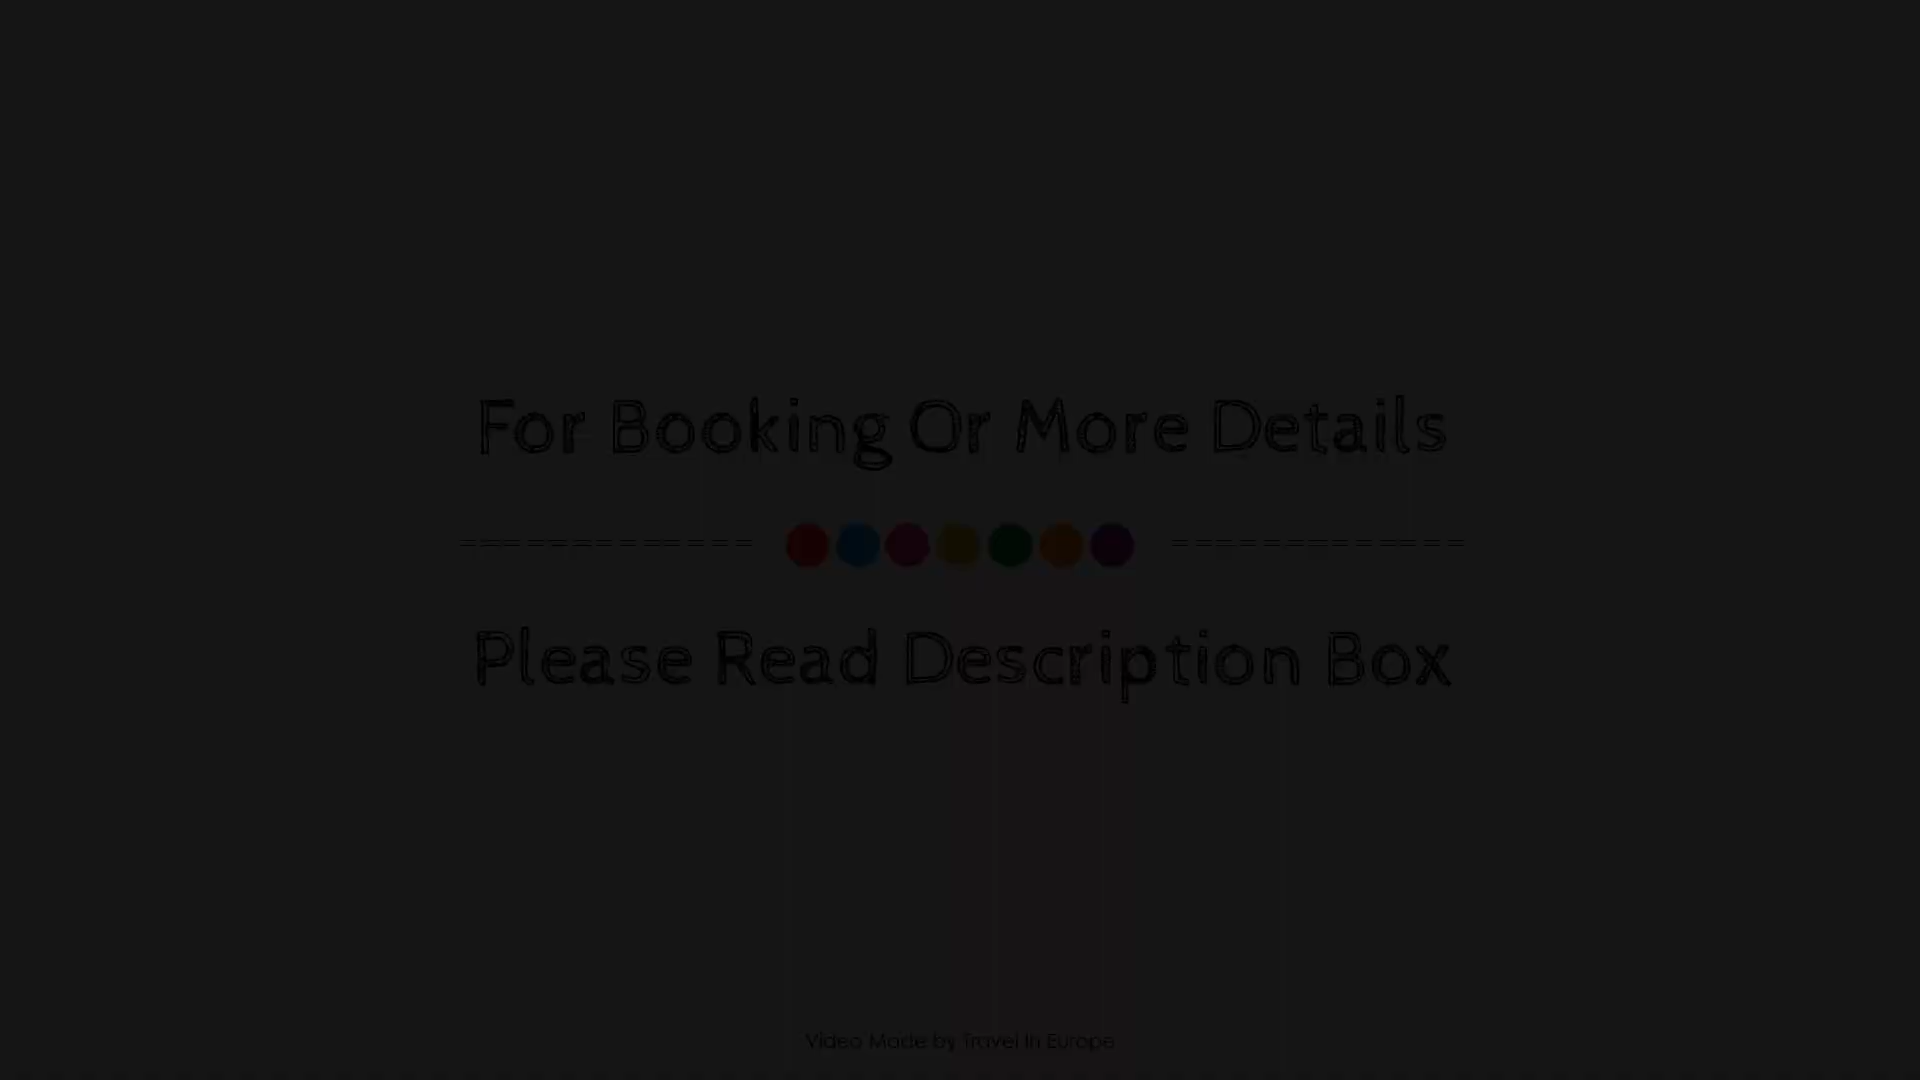 For Booking Or More Details
============= =============
Please Read Description Box
Video Made by Travel In Europe